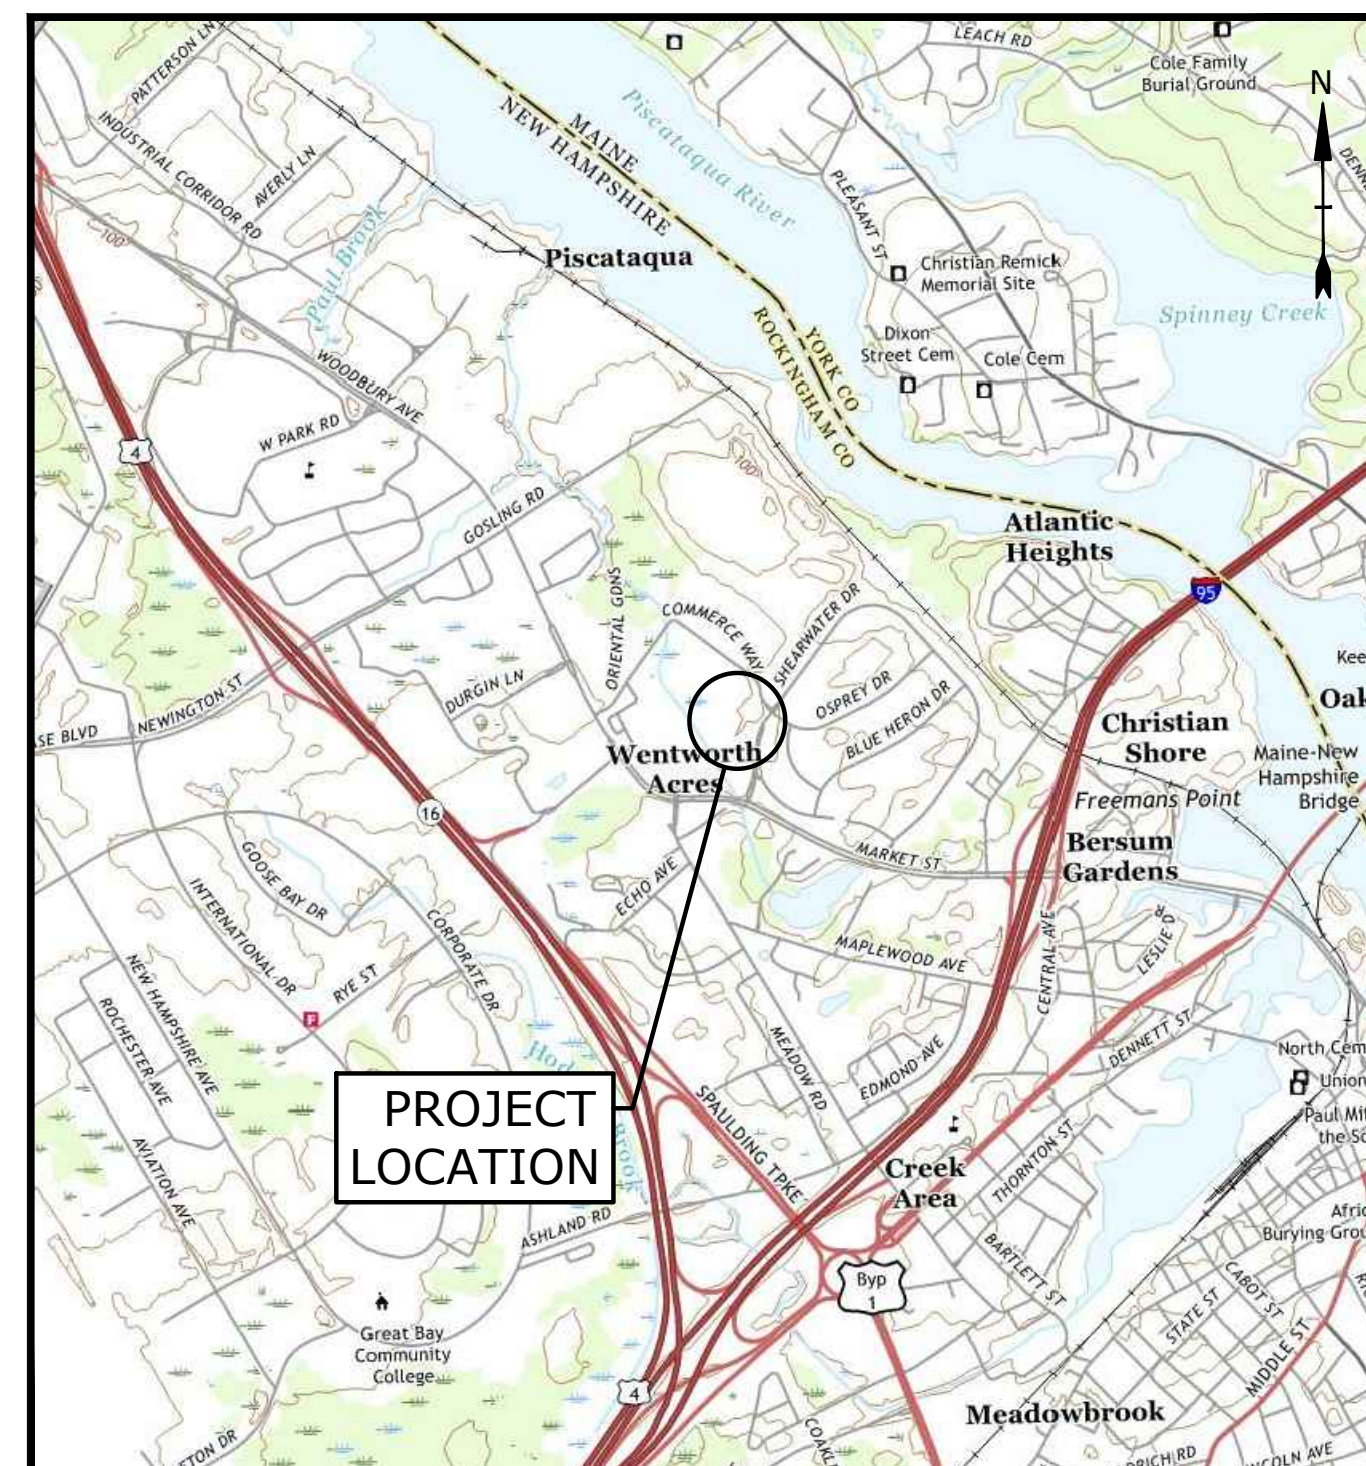 LEACH RD
Cole Family
Burial Ground
N
PATTERSON LN
INDUSTRIAL CORRIDOR RD
AVERLY LN
Paul Brook
100
MAINE
NEW HAMPSHIRE
Piscataqua River
PLEASANT ST
Piscataqua
Christian Remick
Memorial Site
Spinney Creek
Dixon
Street Cem
Cole Cem
YORK CO
ROCKINGHAM CO
WOODBURY AVE
W PARK RD
4
GOSLING RD
100
Atlantic
Heights
95
ORIENTAL GDNS
COMMERCE WAY
SHEARWATER DR
OSPREY DR
BLUE HERON DR
DURGIN LN
NEWINGTON ST
Wentworth
Acres
Christian
Shore
Maine-New
Hampshire
Bridge
Freemans Point
16
MARKET ST
Bersum
Gardens
GOOSE BAY DR
INTERNATIONAL DR
CORPORATE DR
ECHO AVE
MAPLEWOOD AVE
CENTRAL AVE
LESLIE DR
RYE ST
F
NEW HAMPSHIRE AVE
ROCHESTER AVE
AVIATION AVE
MEADOW RD
EDMOND AVE
DENNETT ST
North Cem
Union
PROJECT
LOCATION
SPAULDING TPKE
Brook
Creek
Area
THORNTON ST
BARTLETT ST
ASHLAND RD
Byp
1
CABOT ST
STATE ST
MIDDLE ST
Great Bay
Community
College
4
Meadowbrook